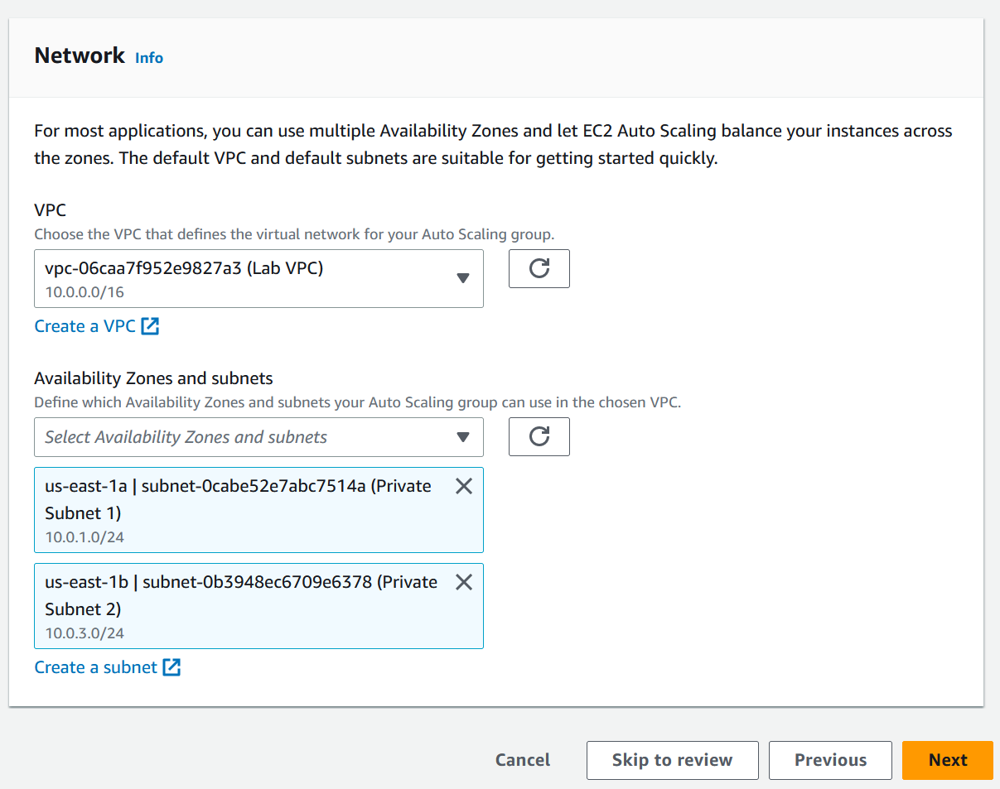 Network Info
For most applications, you can use multiple Availability Zones and let EC2 Auto Scaling balance your instances across
the zones. The default VPC and default subnets are suitable for getting started quickly.
VPC
Choose the VPC that defines the virtual network for your Auto Scaling group.
vpc-06caa7f952e9827a3 (Lab VPC)
10.0.0.0/16
Create a VPC
Availability Zones and subnets
Define which Availability Zones and subnets your Auto Scaling group can use in the chosen VPC.
Select Availability Zones and subnets
us-east-1a | subnet-0cabe52e7abc7514a (Private
Subnet 1)
10.0.1.0/24
us-east-1b | subnet-0b3948ec6709e6378 (Private
Subnet 2)
10.0.3.0/24
Create a subnet
Cancel Skip to review Previous Next